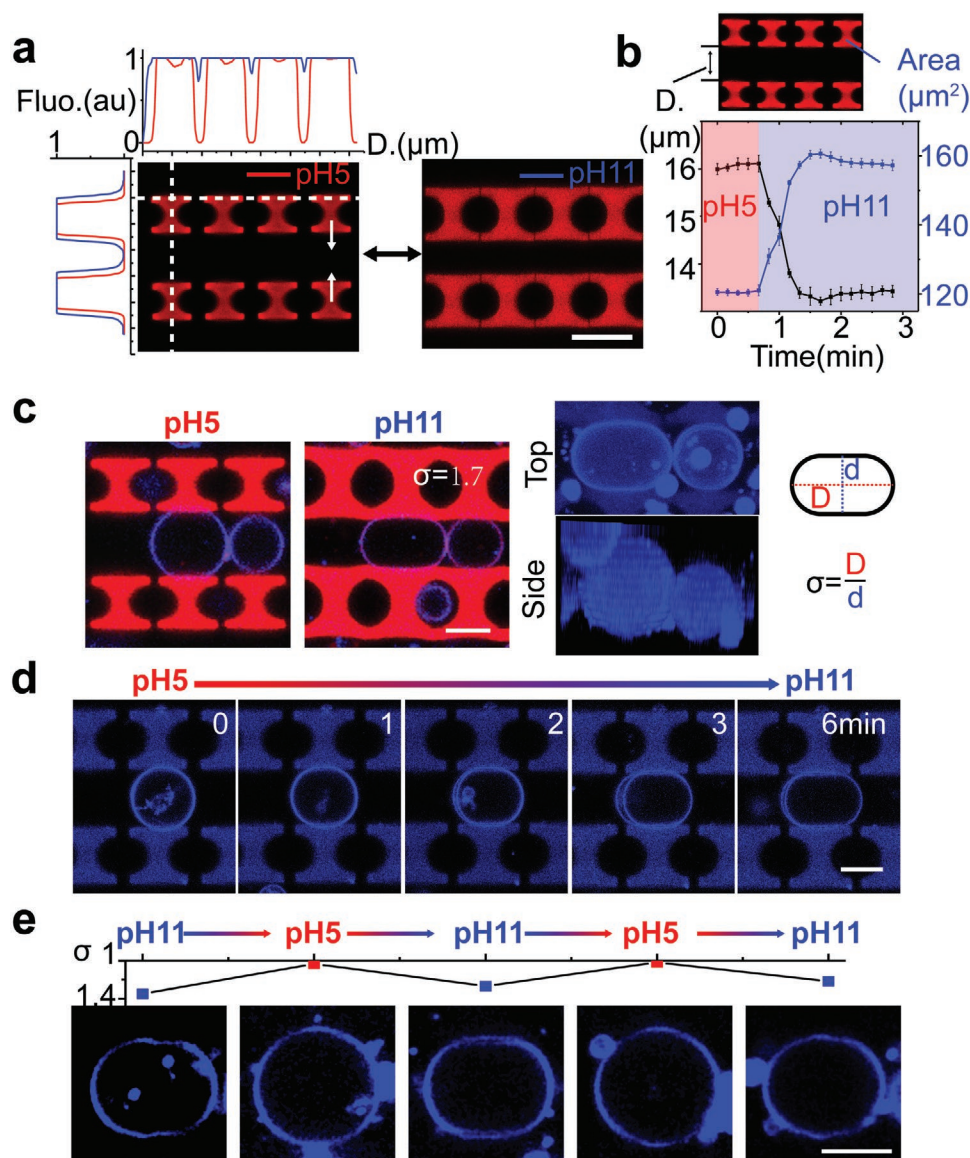 a
1
Fluo.(au)
1
0
D.(μm)
pH5
pH11
b
D.
(μm)
Area
(μm²)
16
15
14
pH5
pH11
160
140
120
0
1
2
3
Time(min)
c
pH5
pH11
σ=1.7
Top
Side
D
d
σ=D/d
d
pH5
pH11
0
1
2
3
6min
e
pH11
pH5
pH11
pH5
pH11
σ 1
1.4